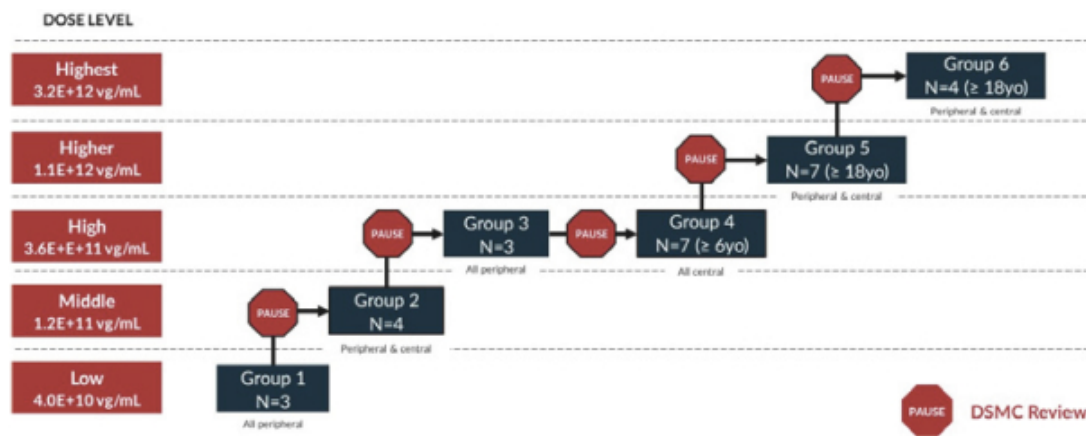 DOSE LEVEL
Highest
3.2E+12 vg/mL
PAUSE
Group 6
N=4 (≥ 18yo)
Peripheral & central
Higher
1.1E+12 vg/mL
PAUSE
Group 5
N=7 (≥ 18yo)
Peripheral & central
High
3.6E+E+11 vg/mL
PAUSE
Group 3
N=3
All peripheral
PAUSE
Group 4
N=7 (≥ 6yo)
All central
Middle
1.2E+11 vg/mL
PAUSE
Group 2
N=4
Peripheral & central
Low
4.0E+10 vg/mL
Group 1
N=3
All peripheral
PAUSE
DSMC Review